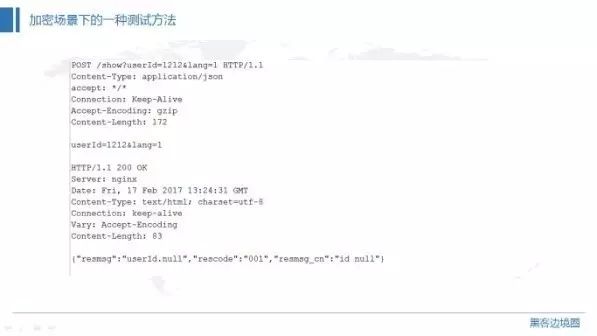 加密场景下的一种测试方法
POST /show?userId=1212&lang=1 HTTP/1.1
Content-Type: application/json
accept: */*
Connection: Keep-Alive
Accept-Encoding: gzip
Content-Length: 172
userId=1212&lang=1
HTTP/1.1 200 OK
Server: nginx
Date: Fri, 17 Feb 2017 13:24:31 GMT
Content-Type: text/html; charset=utf-8
Connection: keep-alive
Vary: Accept-Encoding
Content-Length: 83
{"resmsg":"userId.null","rescode":"001","resmsg_cn":"id null"}
黑客边境圈